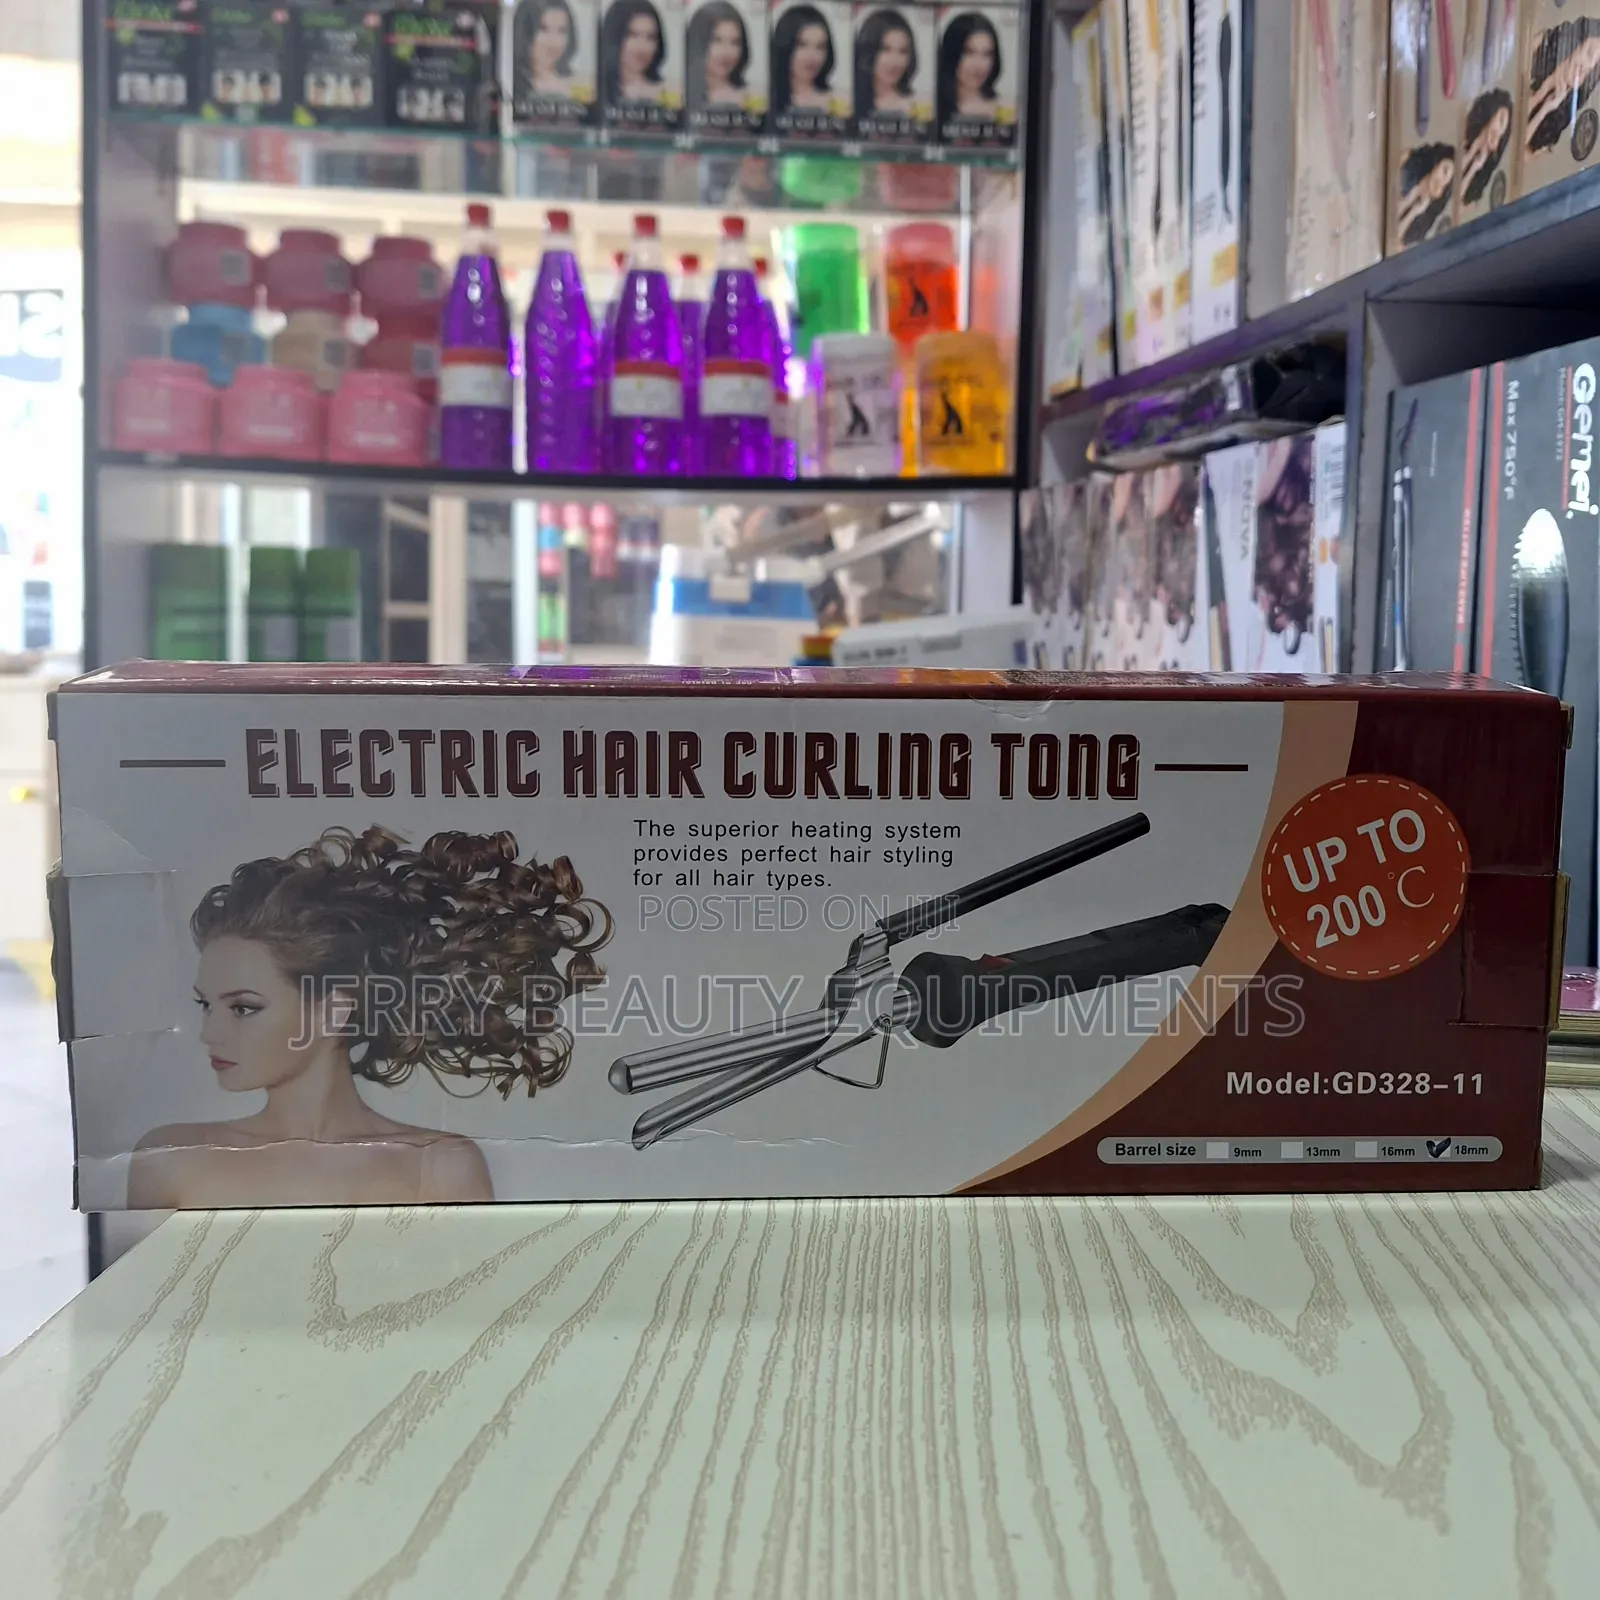 Gemei
Max 750°F
ELECTRIC HAIR CURLING TONG
The superior heating system
provides perfect hair styling
for all hair types.
UP TO
200°C
POSTED ON JIJI
JERRY BEAUTY EQUIPMENTS
Model:GD328-11
Barrel size 9mm 13mm 16mm 18mm